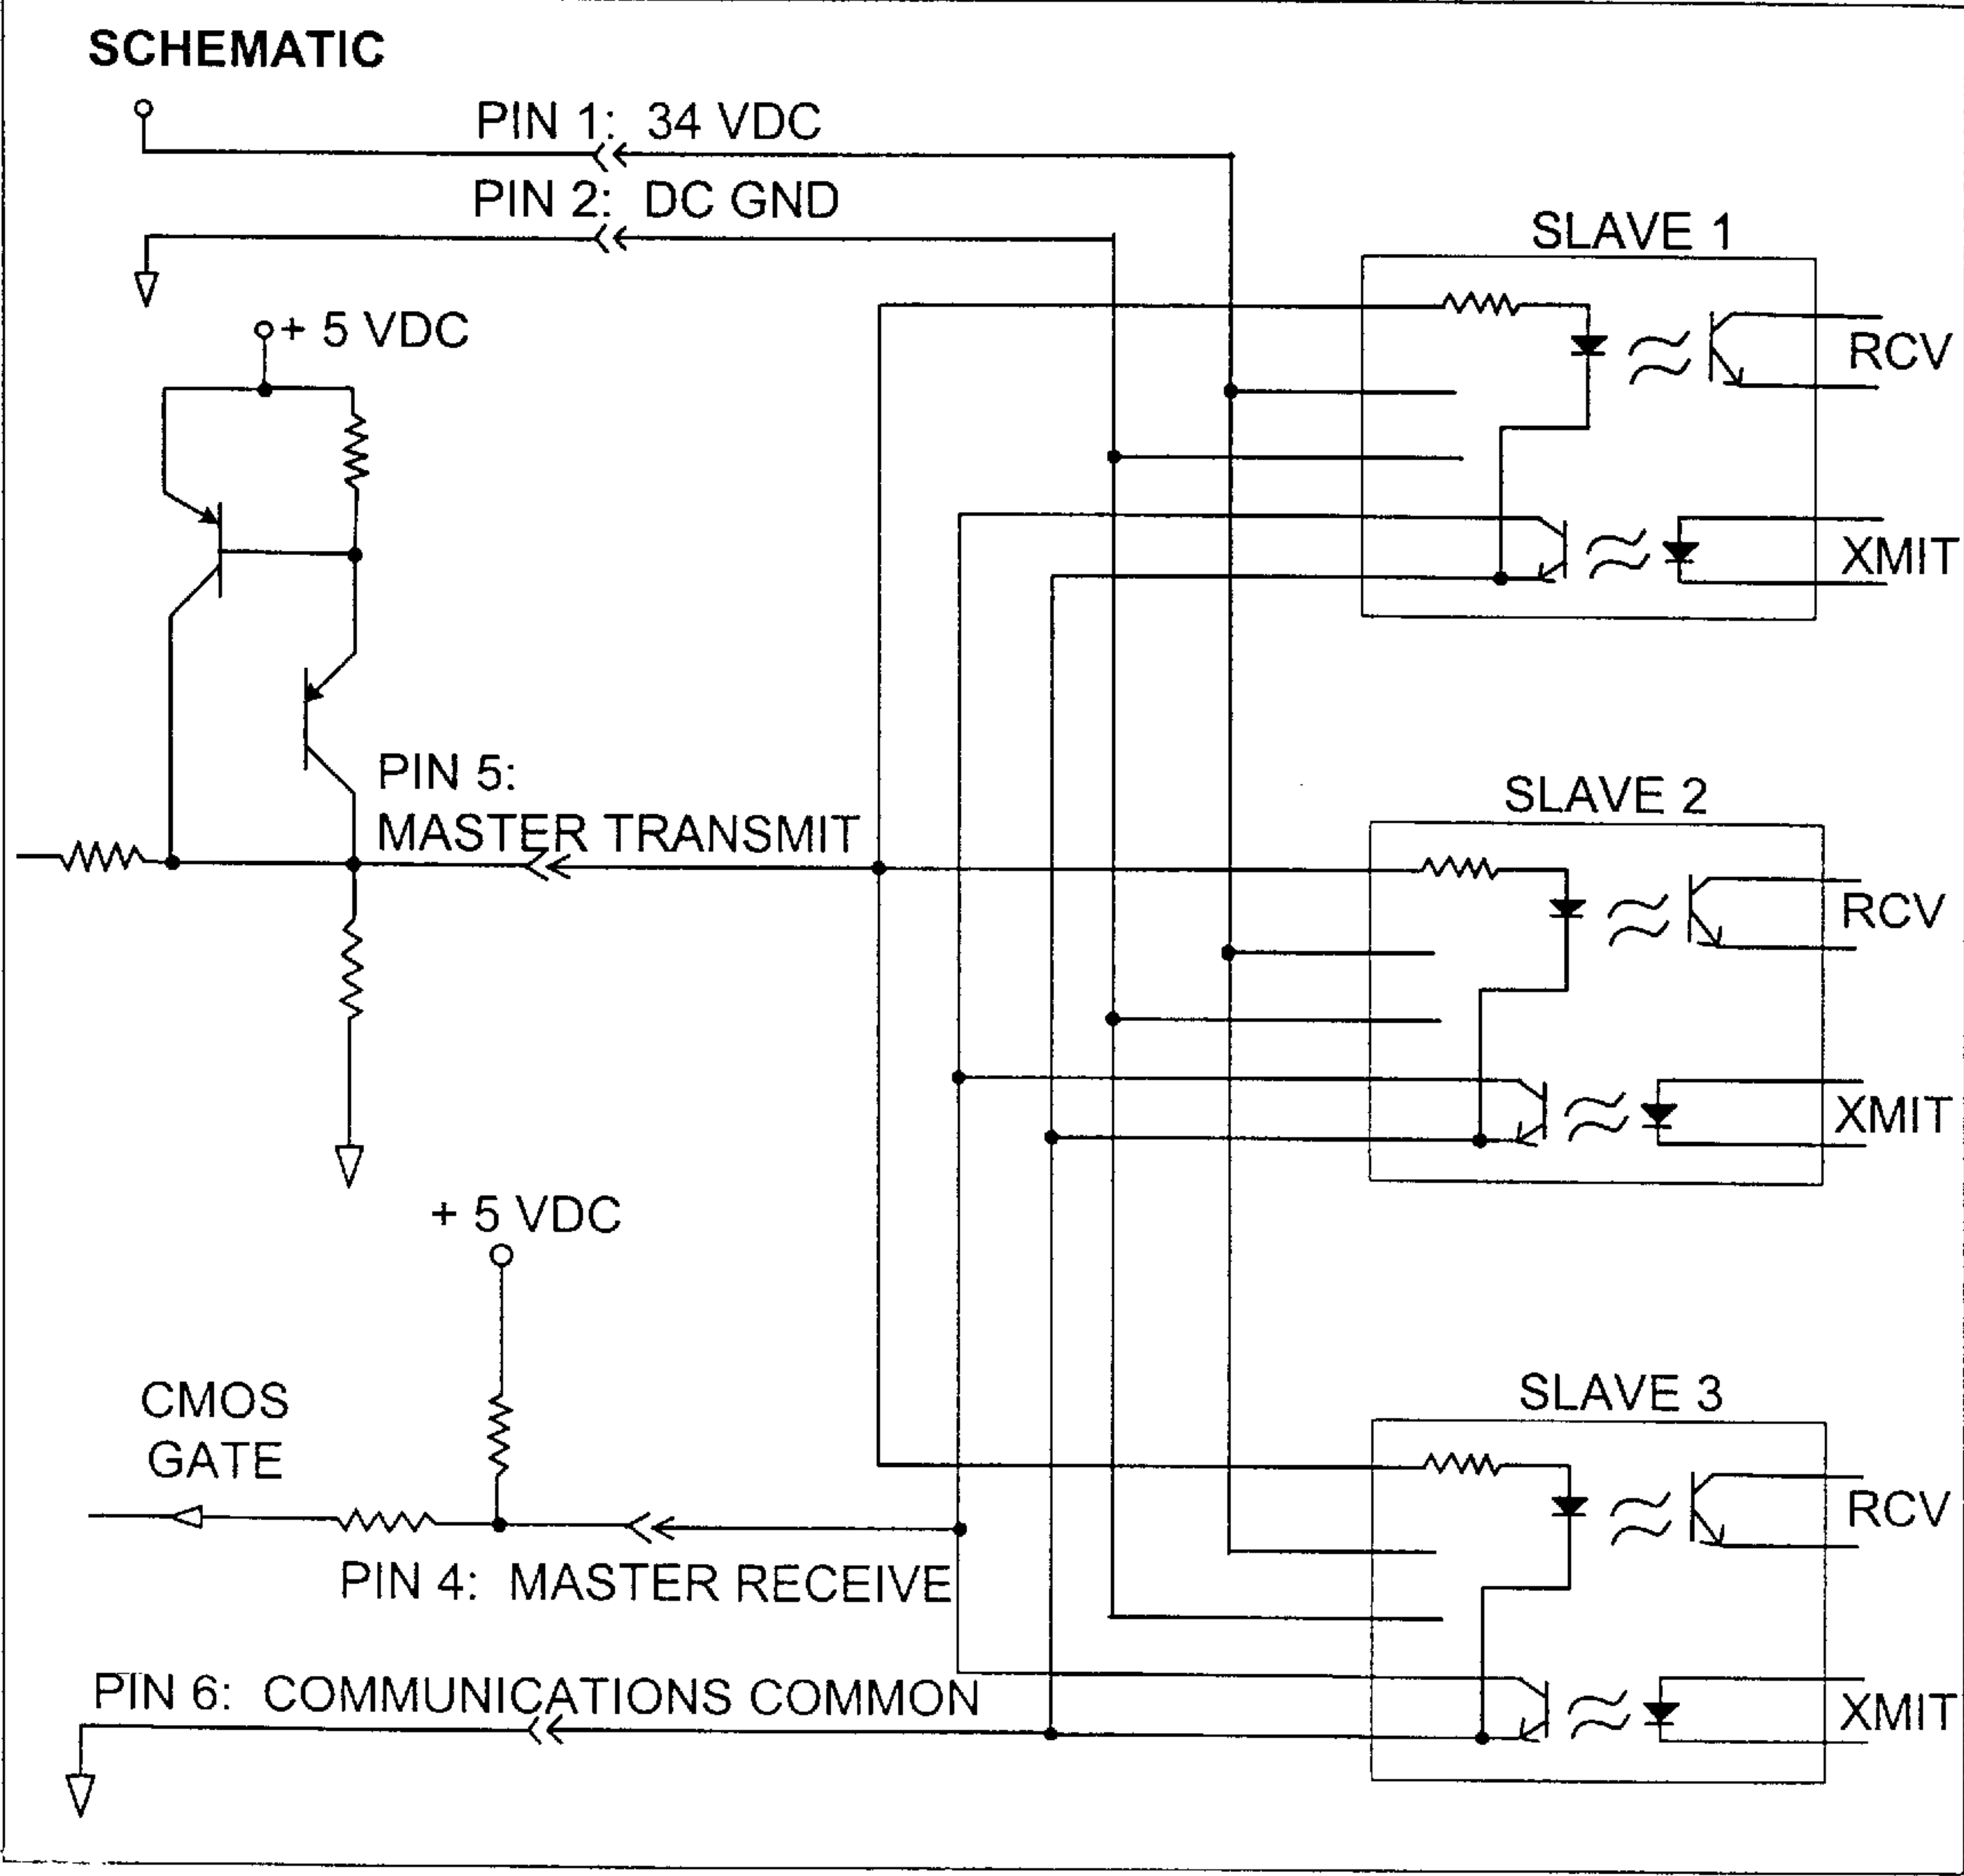 SCHEMATIC
PIN 1: 34 VDC
PIN 2: DC GND
SLAVE 1
+ 5 VDC
RCV
XMIT
PIN 5:
MASTER TRANSMIT
SLAVE 2
RCV
XMIT
+ 5 VDC
CMOS
GATE
SLAVE 3
RCV
PIN 4: MASTER RECEIVE
PIN 6: COMMUNICATIONS COMMON
XMIT